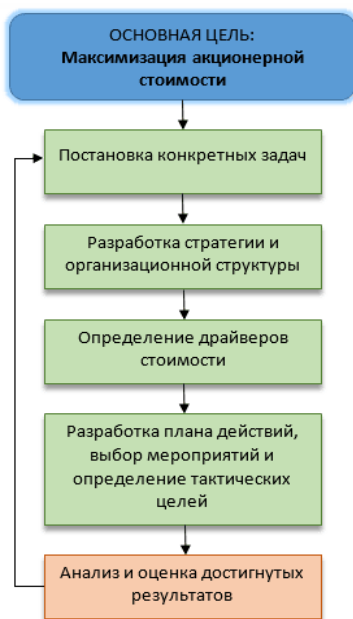 ОСНОВНАЯ ЦЕЛЬ:
Максимизация акционерной
стоимости
Постановка конкретных задач
Разработка стратегии и
организационной структуры
Определение драйверов
стоимости
Разработка плана действий,
выбор мероприятий и
определение тактических
целей
Анализ и оценка достигнутых
результатов